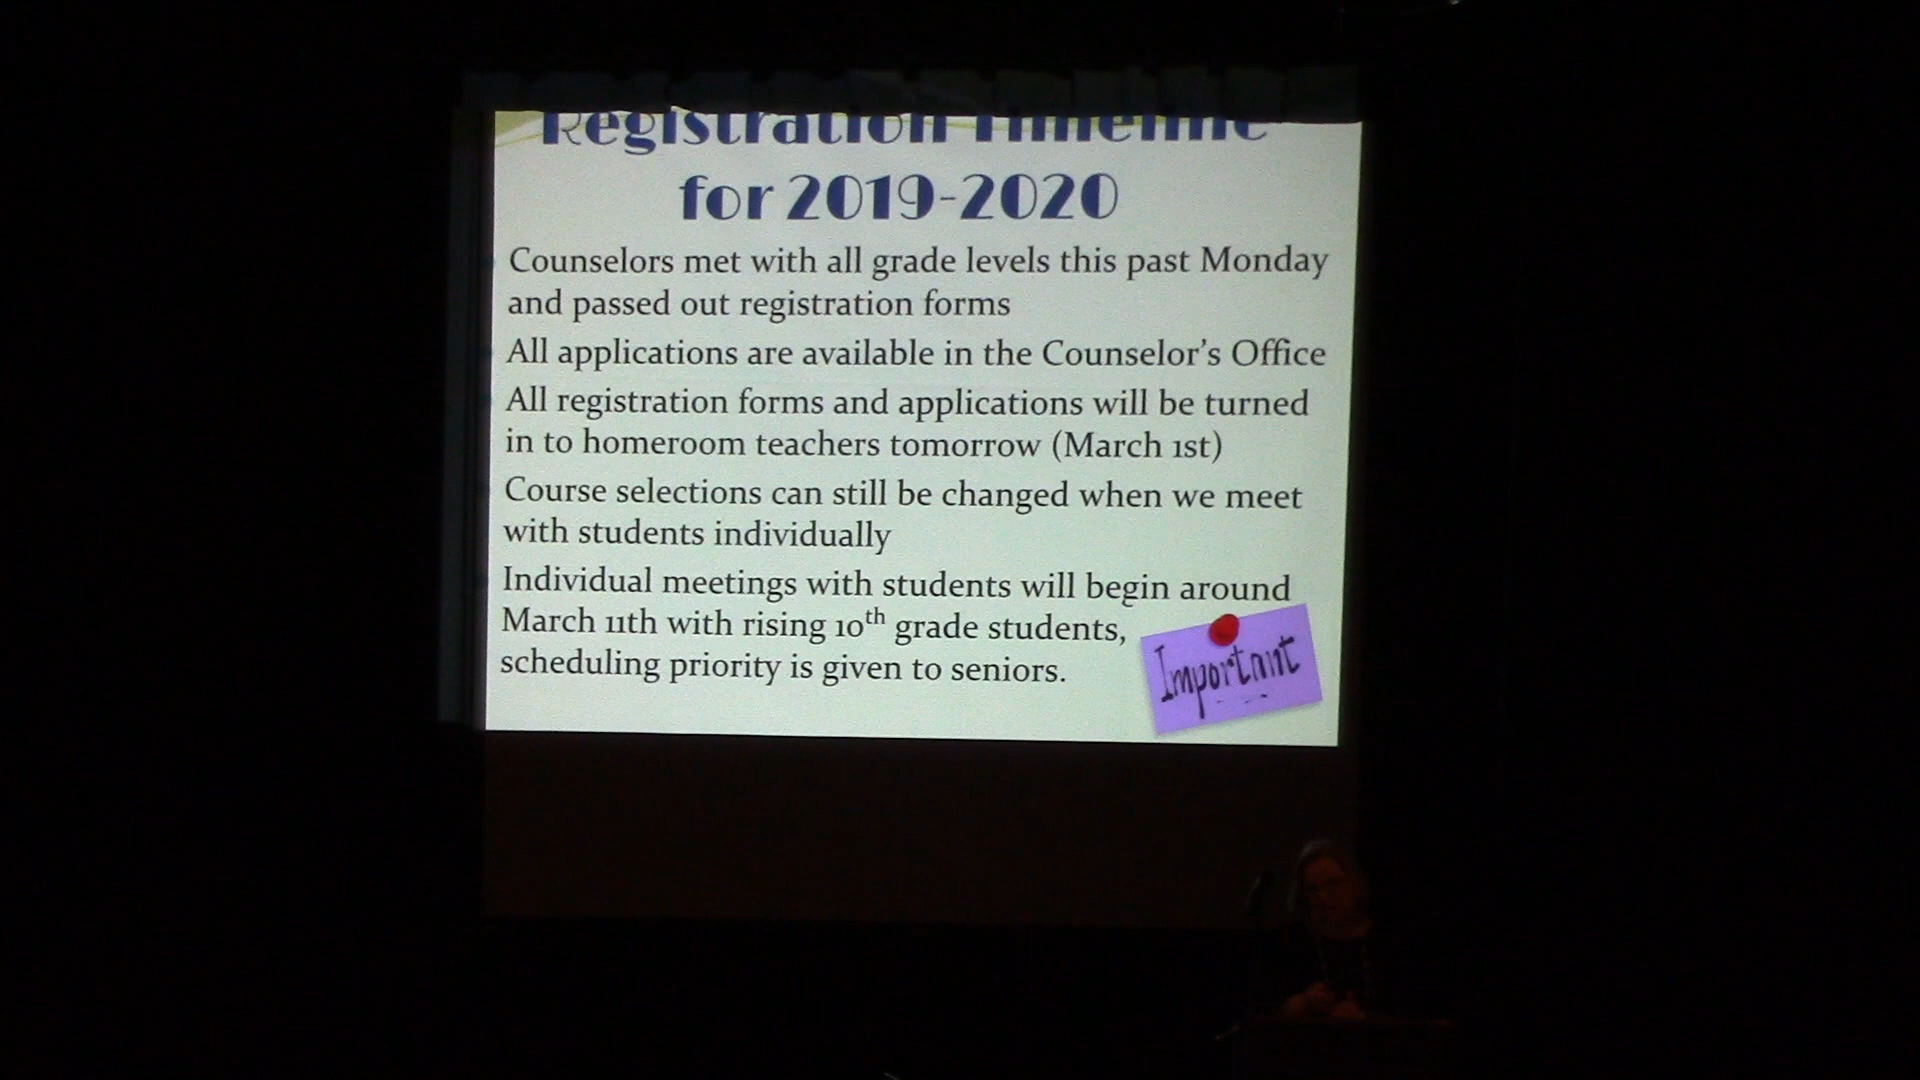 Registration Timeline
for 2019-2020
Counselors met with all grade levels this past Monday
and passed out registration forms
All applications are available in the Counselor's Office
All registration forms and applications will be turned
in to homeroom teachers tomorrow (March 1st)
Course selections can still be changed when we meet
with students individually
Individual meetings with students will begin around
March 11th with rising 10th grade students,
scheduling priority is given to seniors.
Important